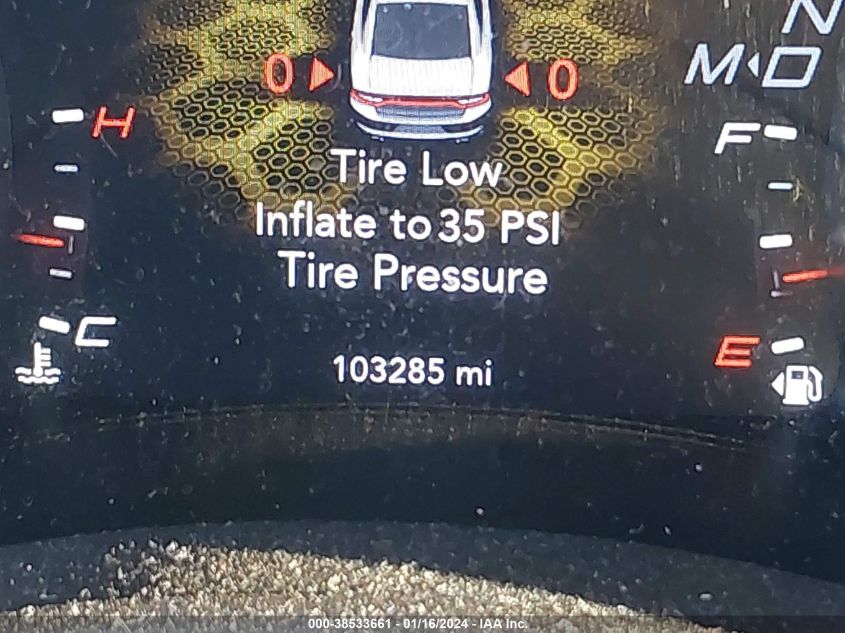 N
M D
0 0
H
F
Tire Low
Inflate to 35 PSI
Tire Pressure
C
E
103285 mi
000-38533661 - 01/16/2024 - IAA Inc.